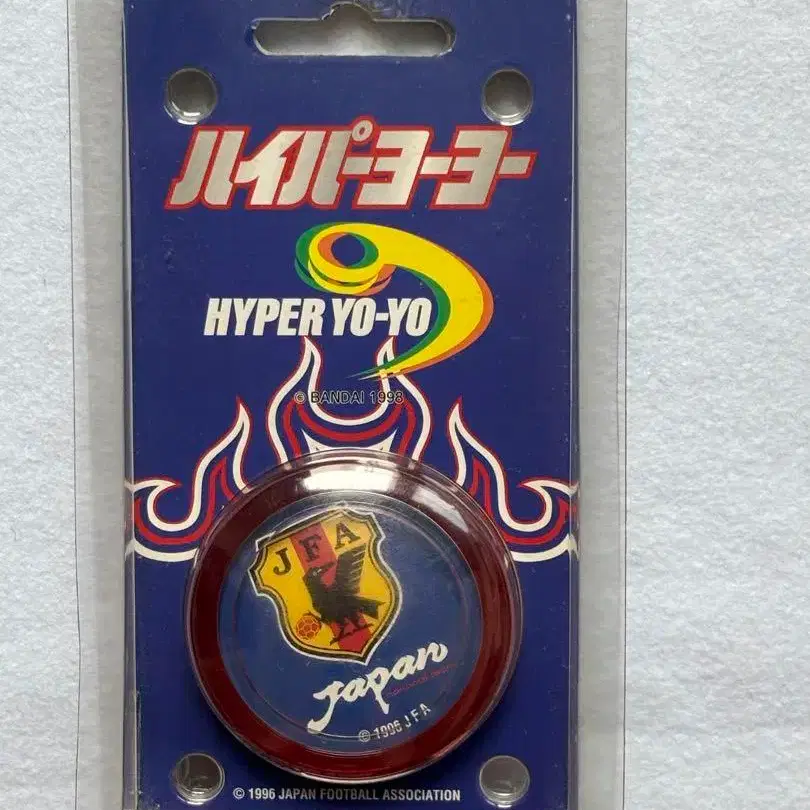 ハイパーヨーヨー
HYPER YO-YO
© BANDAI 1998
JFA
Japan
© 1996 J F A
© 1996 JAPAN FOOTBALL ASSOCIATION